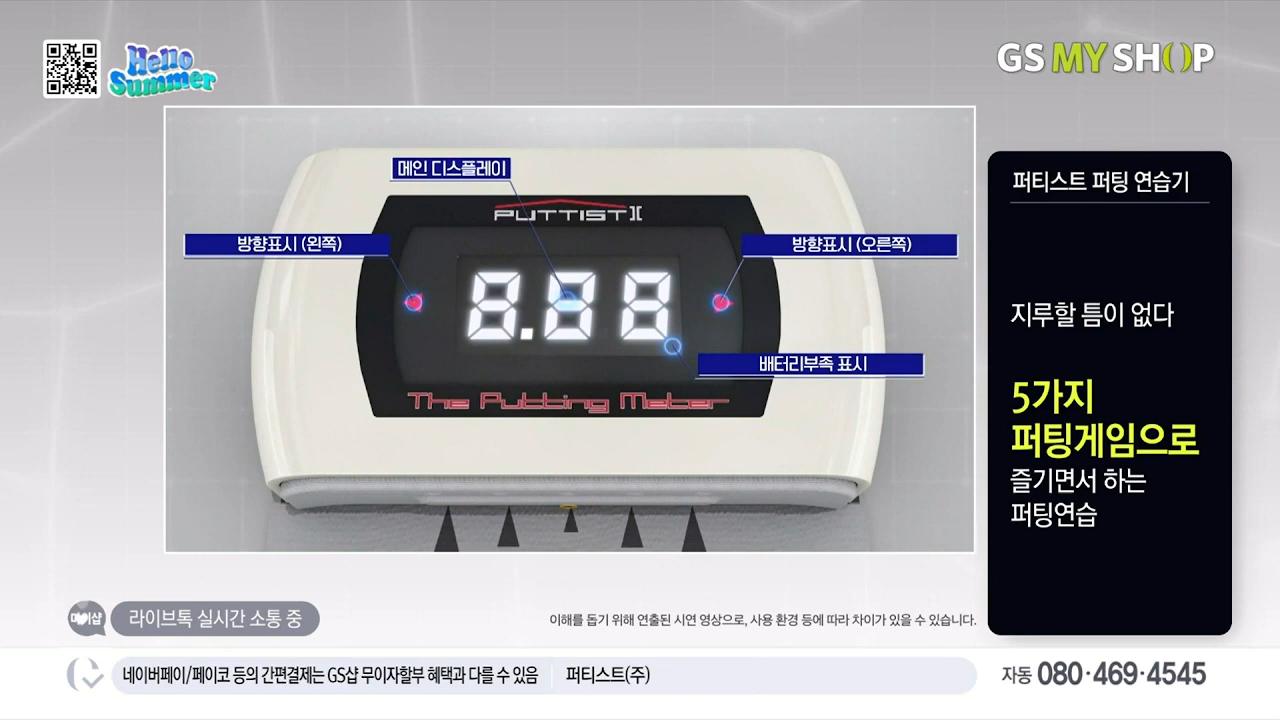 Hello
Summer
GS MY SHOP
메인 디스플레이
PUTTIST II
방향표시 (왼쪽)
방향표시 (오른쪽)
8.88
배터리부족 표시
The Putting Meter
퍼티스트 퍼팅 연습기
지루할 틈이 없다
5가지
퍼팅게임으로
즐기면서 하는
퍼팅연습
마이샵
라이브톡 실시간 소통 중
이해를 돕기 위해 연출된 시연 영상으로, 사용 환경 등에 따라 차이가 있을 수 있습니다.
네이버페이/페이코 등의 간편결제는 GS샵 무이자할부 혜택과 다를 수 있음
퍼티스트(주)
자동 080·469·4545